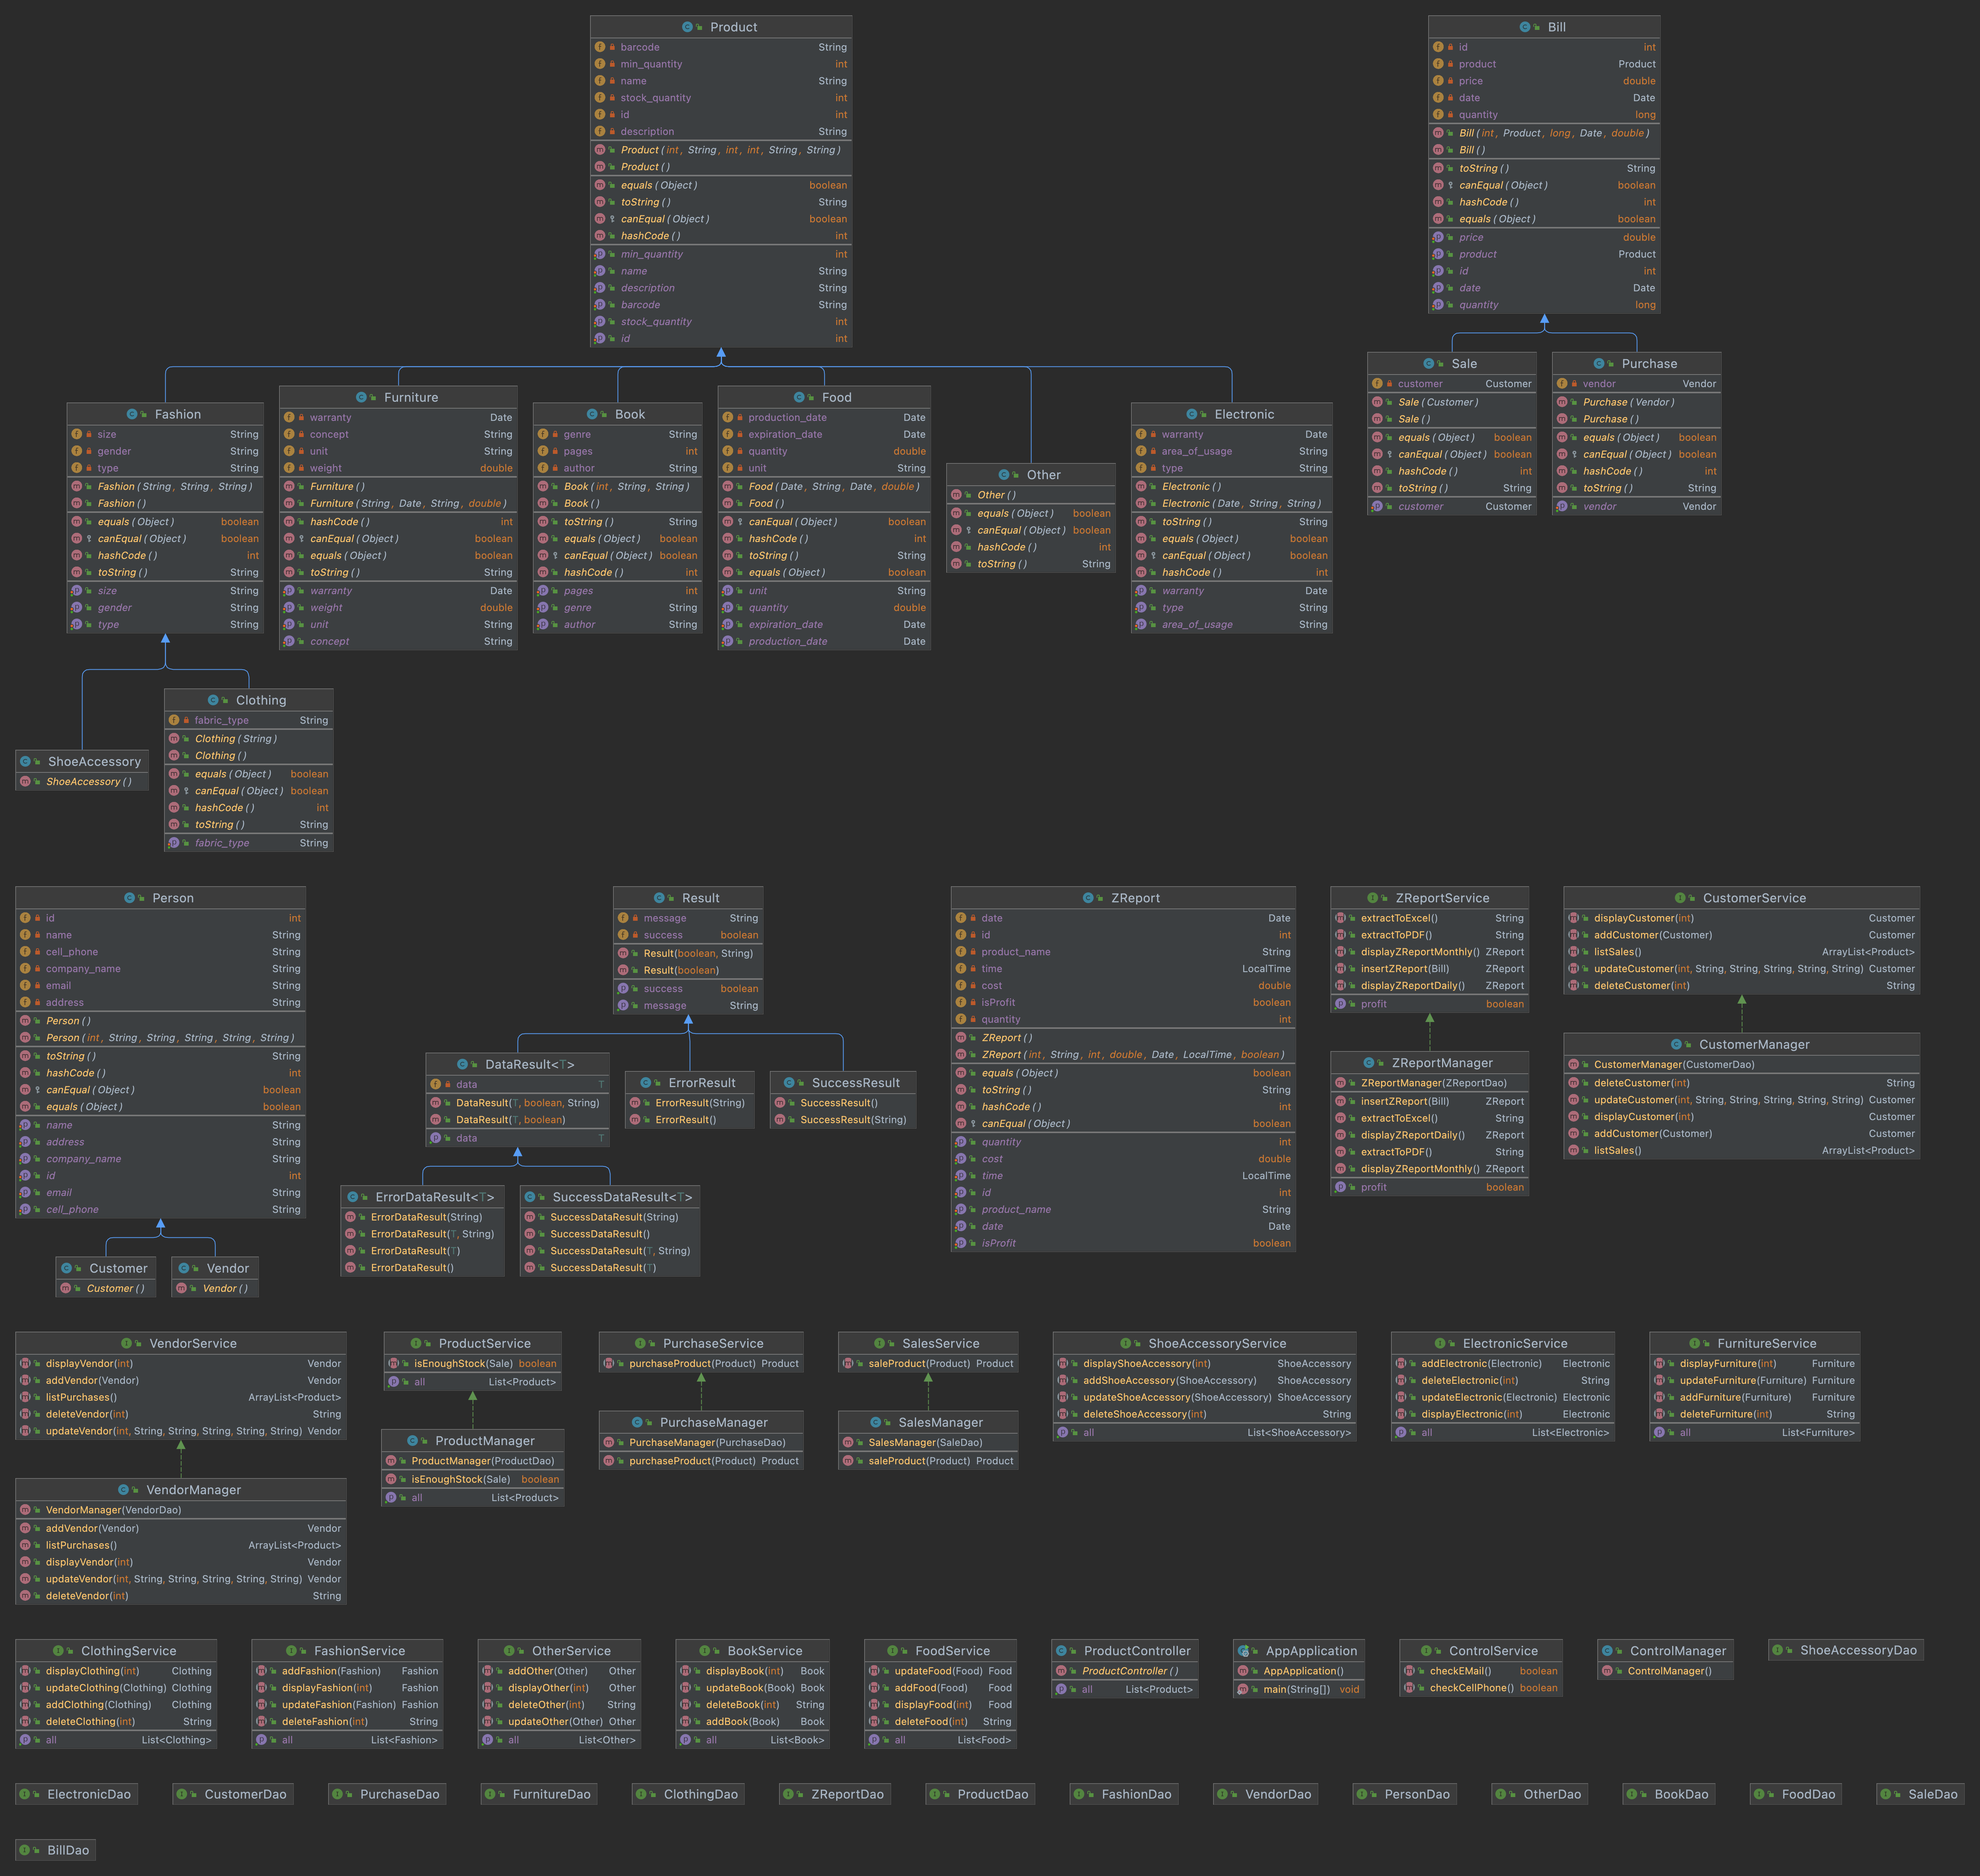 Product
barcode String
min_quantity int
name String
stock_quantity int
id int
description String
Product(int, String, int, int, String, String)
Product()
equals(Object) boolean
toString() String
canEqual(Object) boolean
hashCode() int
min_quantity int
name String
description String
barcode String
stock_quantity int
id int
Bill
id int
product Product
price double
date Date
quantity long
Bill(int, Product, long, Date, double)
Bill()
toString() String
canEqual(Object) boolean
hashCode() int
equals(Object) boolean
price double
product Product
id int
date Date
quantity long
Fashion
size String
gender String
type String
Fashion(String, String, String)
Fashion()
equals(Object) boolean
canEqual(Object) boolean
hashCode() int
toString() String
size String
gender String
type String
Furniture
warranty Date
concept String
unit String
weight double
Furniture()
Furniture(String, Date, String, double)
hashCode() int
canEqual(Object) boolean
equals(Object) boolean
toString() String
warranty Date
weight double
unit String
concept String
Book
genre String
pages int
author String
Book(int, String, String)
Book()
toString() String
equals(Object) boolean
canEqual(Object) boolean
hashCode() int
pages int
genre String
author String
Food
production_date Date
expiration_date Date
quantity double
unit String
Food(Date, String, Date, double)
Food()
canEqual(Object) boolean
hashCode() int
toString() String
equals(Object) boolean
unit String
quantity double
expiration_date Date
production_date Date
Other
Other()
equals(Object) boolean
canEqual(Object) boolean
hashCode() int
toString() String
Electronic
warranty Date
area_of_usage String
type String
Electronic()
Electronic(Date, String, String)
toString() String
equals(Object) boolean
canEqual(Object) boolean
hashCode() int
warranty Date
type String
area_of_usage String
Sale
customer Customer
Sale(Customer)
Sale()
equals(Object) boolean
canEqual(Object) boolean
hashCode() int
toString() String
customer Customer
Purchase
vendor Vendor
Purchase(Vendor)
Purchase()
equals(Object) boolean
canEqual(Object) boolean
hashCode() int
toString() String
vendor Vendor
ShoeAccessory
ShoeAccessory()
Clothing
fabric_type String
Clothing(String)
Clothing()
equals(Object) boolean
canEqual(Object) boolean
hashCode() int
toString() String
fabric_type String
Person
id int
name String
cell_phone String
company_name String
email String
address String
Person()
Person(int, String, String, String, String, String)
toString() String
hashCode() int
canEqual(Object) boolean
equals(Object) boolean
name String
address String
company_name String
id int
email String
cell_phone String
Customer
Customer()
Vendor
Vendor()
Result
message String
success boolean
Result(boolean, String)
Result(boolean)
success boolean
message String
DataResult<T>
data T
DataResult(T, boolean, String)
DataResult(T, boolean)
data T
ErrorResult
ErrorResult(String)
ErrorResult()
SuccessResult
SuccessResult()
SuccessResult(String)
ErrorDataResult<T>
ErrorDataResult(String)
ErrorDataResult(T, String)
ErrorDataResult(T)
ErrorDataResult()
SuccessDataResult<T>
SuccessDataResult(String)
SuccessDataResult()
SuccessDataResult(T, String)
SuccessDataResult(T)
ZReport
date Date
id int
product_name String
time LocalTime
cost double
isProfit boolean
quantity int
ZReport()
ZReport(int, String, int, double, Date, LocalTime, boolean)
equals(Object) boolean
toString() String
hashCode() int
canEqual(Object) boolean
quantity int
cost double
time LocalTime
id int
product_name String
date Date
isProfit boolean
ZReportService
extractToExcel() String
extractToPDF() String
displayZReportMonthly() ZReport
insertZReport(Bill) ZReport
displayZReportDaily() ZReport
profit boolean
ZReportManager
ZReportManager(ZReportDao)
insertZReport(Bill) ZReport
extractToExcel() String
displayZReportDaily() ZReport
extractToPDF() String
displayZReportMonthly() ZReport
profit boolean
CustomerService
displayCustomer(int) Customer
addCustomer(Customer) Customer
listSales() ArrayList<Product>
updateCustomer(int, String, String, String, String, String) Customer
deleteCustomer(int) String
CustomerManager
CustomerManager(CustomerDao)
deleteCustomer(int) String
updateCustomer(int, String, String, String, String, String) Customer
displayCustomer(int) Customer
addCustomer(Customer) Customer
listSales() ArrayList<Product>
VendorService
displayVendor(int) Vendor
addVendor(Vendor) Vendor
listPurchases() ArrayList<Product>
deleteVendor(int) String
updateVendor(int, String, String, String, String, String) Vendor
VendorManager
VendorManager(VendorDao)
addVendor(Vendor) Vendor
listPurchases() ArrayList<Product>
displayVendor(int) Vendor
updateVendor(int, String, String, String, String, String) Vendor
deleteVendor(int) String
ProductService
isEnoughStock(Sale) boolean
all List<Product>
ProductManager
ProductManager(ProductDao)
isEnoughStock(Sale) boolean
all List<Product>
PurchaseService
purchaseProduct(Product) Product
PurchaseManager
PurchaseManager(PurchaseDao)
purchaseProduct(Product) Product
SalesService
saleProduct(Product) Product
SalesManager
SalesManager(SaleDao)
saleProduct(Product) Product
ShoeAccessoryService
displayShoeAccessory(int) ShoeAccessory
addShoeAccessory(ShoeAccessory) ShoeAccessory
updateShoeAccessory(ShoeAccessory) ShoeAccessory
deleteShoeAccessory(int) String
all List<ShoeAccessory>
ElectronicService
addElectronic(Electronic) Electronic
deleteElectronic(int) String
updateElectronic(Electronic) Electronic
displayElectronic(int) Electronic
all List<Electronic>
FurnitureService
displayFurniture(int) Furniture
updateFurniture(Furniture) Furniture
addFurniture(Furniture) Furniture
deleteFurniture(int) String
all List<Furniture>
ClothingService
displayClothing(int) Clothing
updateClothing(Clothing) Clothing
addClothing(Clothing) Clothing
deleteClothing(int) String
all List<Clothing>
FashionService
addFashion(Fashion) Fashion
displayFashion(int) Fashion
updateFashion(Fashion) Fashion
deleteFashion(int) String
all List<Fashion>
OtherService
addOther(Other) Other
displayOther(int) Other
deleteOther(int) String
updateOther(Other) Other
all List<Other>
BookService
displayBook(int) Book
updateBook(Book) Book
deleteBook(int) String
addBook(Book) Book
all List<Book>
FoodService
updateFood(Food) Food
addFood(Food) Food
displayFood(int) Food
deleteFood(int) String
all List<Food>
ProductController
ProductController()
all List<Product>
AppApplication
AppApplication()
main(String[]) void
ControlService
checkEMail() boolean
checkCellPhone() boolean
ControlManager
ControlManager()
ShoeAccessoryDao
ElectronicDao
CustomerDao
PurchaseDao
FurnitureDao
ClothingDao
ZReportDao
ProductDao
FashionDao
VendorDao
PersonDao
OtherDao
BookDao
FoodDao
SaleDao
BillDao